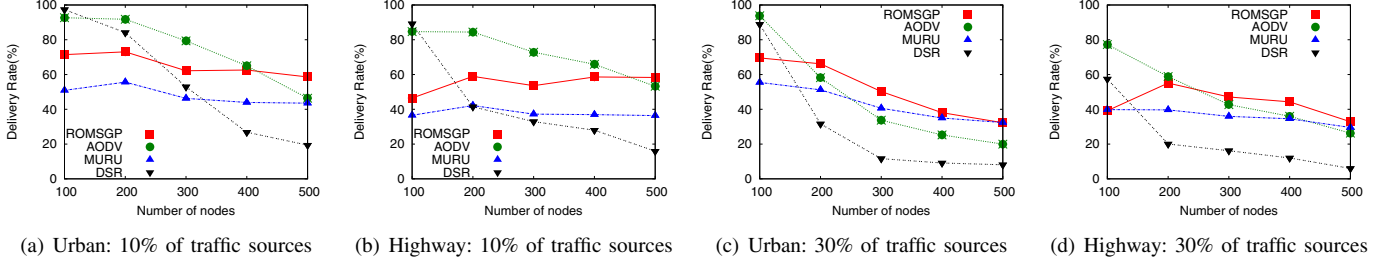 100
80
60
40
20
0
Delivery Rate(%)
ROMSGP
AODV
MURU
DSR
100 200 300 400 500
Number of nodes
(a) Urban: 10% of traffic sources
100
80
60
40
20
0
Delivery Rate(%)
ROMSGP
AODV
MURU
DSR
100 200 300 400 500
Number of nodes
(b) Highway: 10% of traffic sources
100
80
60
40
20
0
Delivery Rate(%)
ROMSGP
AODV
MURU
DSR
100 200 300 400 500
Number of nodes
(c) Urban: 30% of traffic sources
100
80
60
40
20
0
Delivery Rate(%)
ROMSGP
AODV
MURU
DSR
100 200 300 400 500
Number of nodes
(d) Highway: 30% of traffic sources